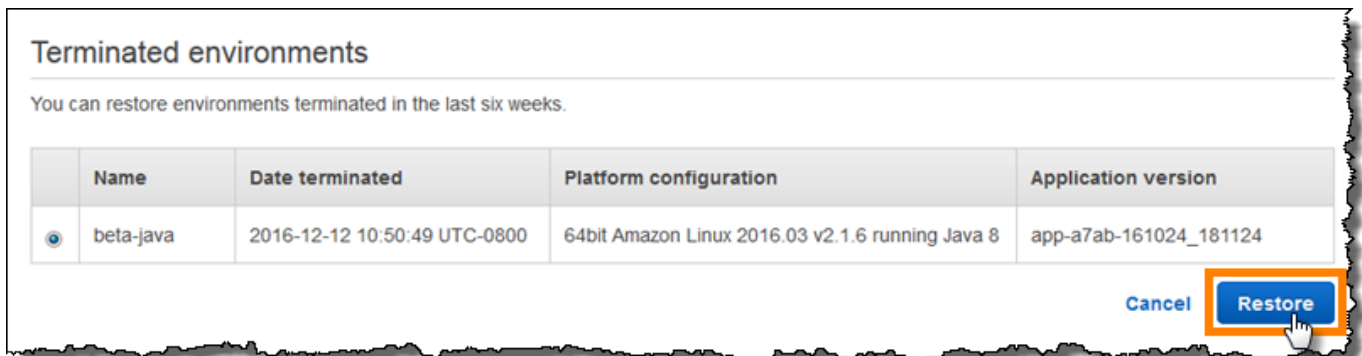 Terminated environments
You can restore environments terminated in the last six weeks.
Name Date terminated Platform configuration Application version
beta-java 2016-12-12 10:50:49 UTC-0800 64bit Amazon Linux 2016.03 v2.1.6 running Java 8 app-a7ab-161024_181124
Cancel Restore